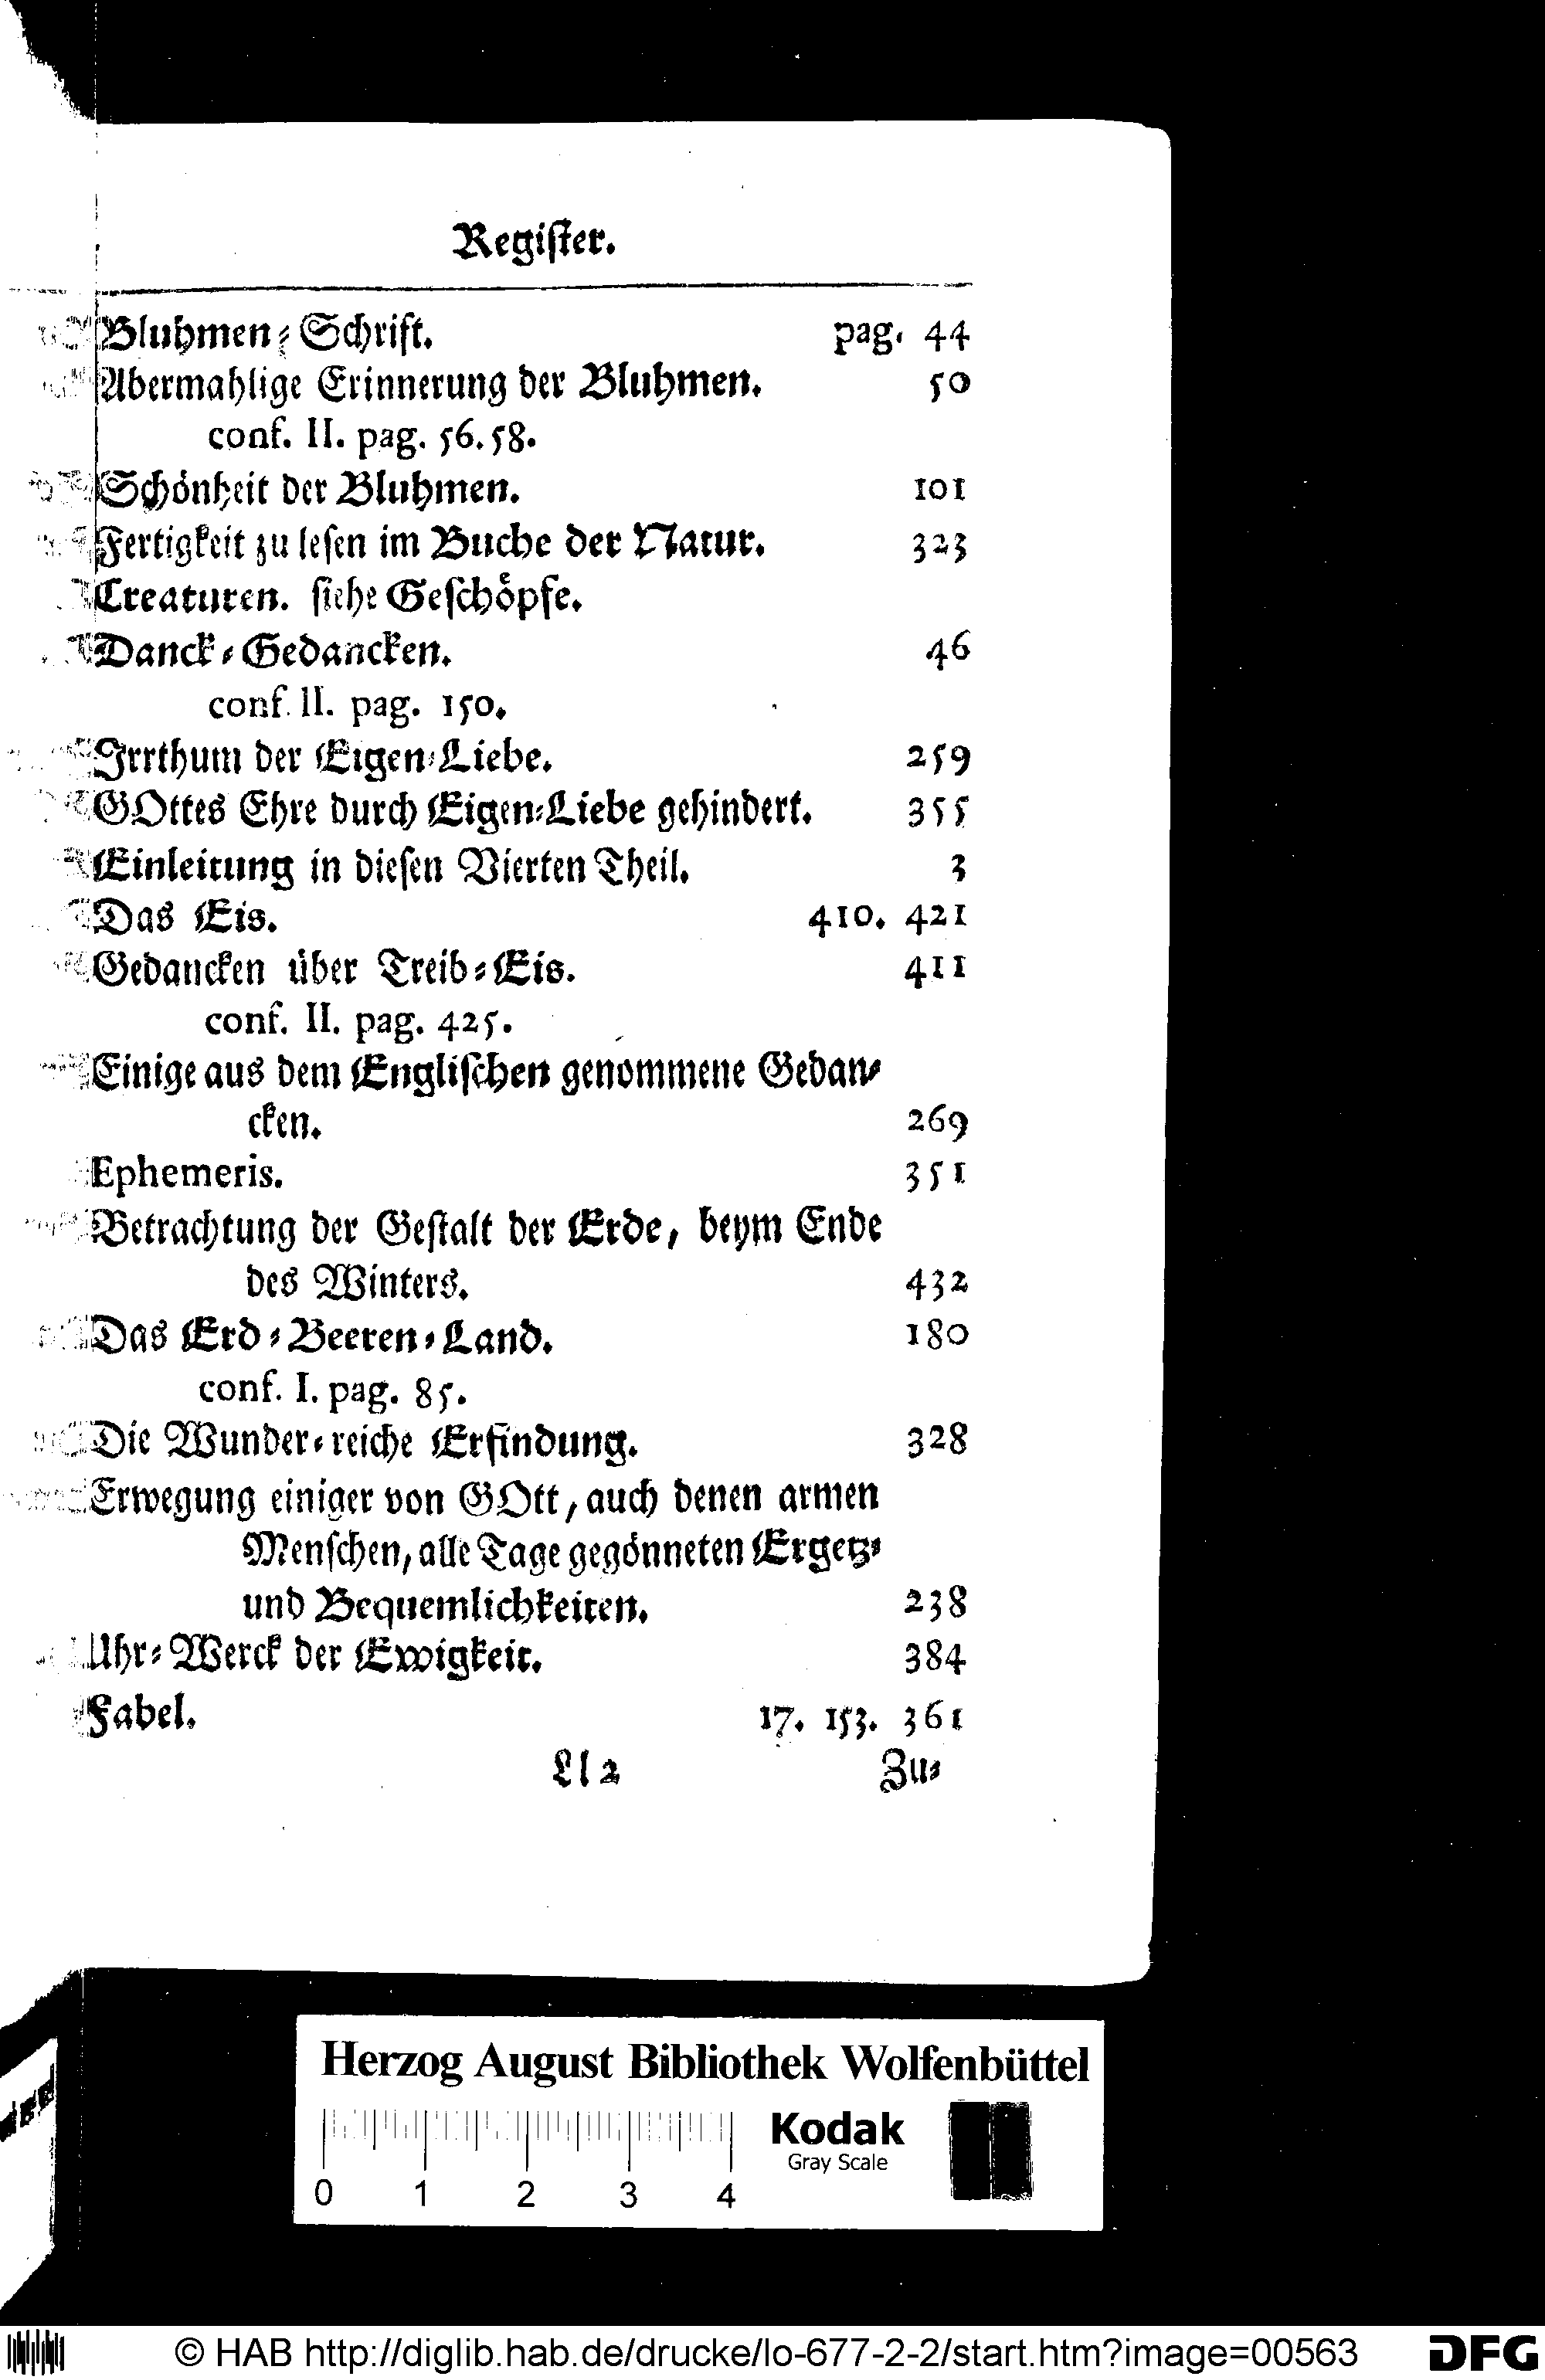 Register.
Bluhmen-Schrift. pag. 44
Abermahlige Erinnerung der Bluhmen. 50
conf. II. pag. 56. 58.
Schönheit der Bluhmen. 101
Fertigkeit zu lesen im Buche der Natur. 323
Creaturen. siehe Geschöpfe.
Danck-Gedancken. 46
conf. II. pag. 150.
Irrthum der Eigen-Liebe. 259
GOttes Ehre durch Eigen-Liebe gehindert. 355
Einleitung in diesen Vierten Theil. 3
Das Eis. 410. 421
Gedancken über Treib-Eis. 411
conf. II. pag. 425.
Einige aus dem Englischen genommene Gedan-
cken. 269
Ephemeris. 351
Betrachtung der Gestalt der Erde, beym Ende
des Winters. 432
Das Erd-Beeren-Land. 180
conf. I. pag. 85.
Die Wunder-reiche Erfindung. 328
Erwegung einiger von GOtt, auch denen armen
Menschen, alle Tage gegönneten Ergetz-
und Bequemlichkeiten. 238
Uhr-Werck der Ewigkeit. 384
Fabel. 17. 153. 361
Ll 2 Zu-
Herzog August Bibliothek Wolfenbüttel
Kodak
Gray Scale
0 1 2 3 4
© HAB http://diglib.hab.de/drucke/lo-677-2-2/start.htm?image=00563
DFG